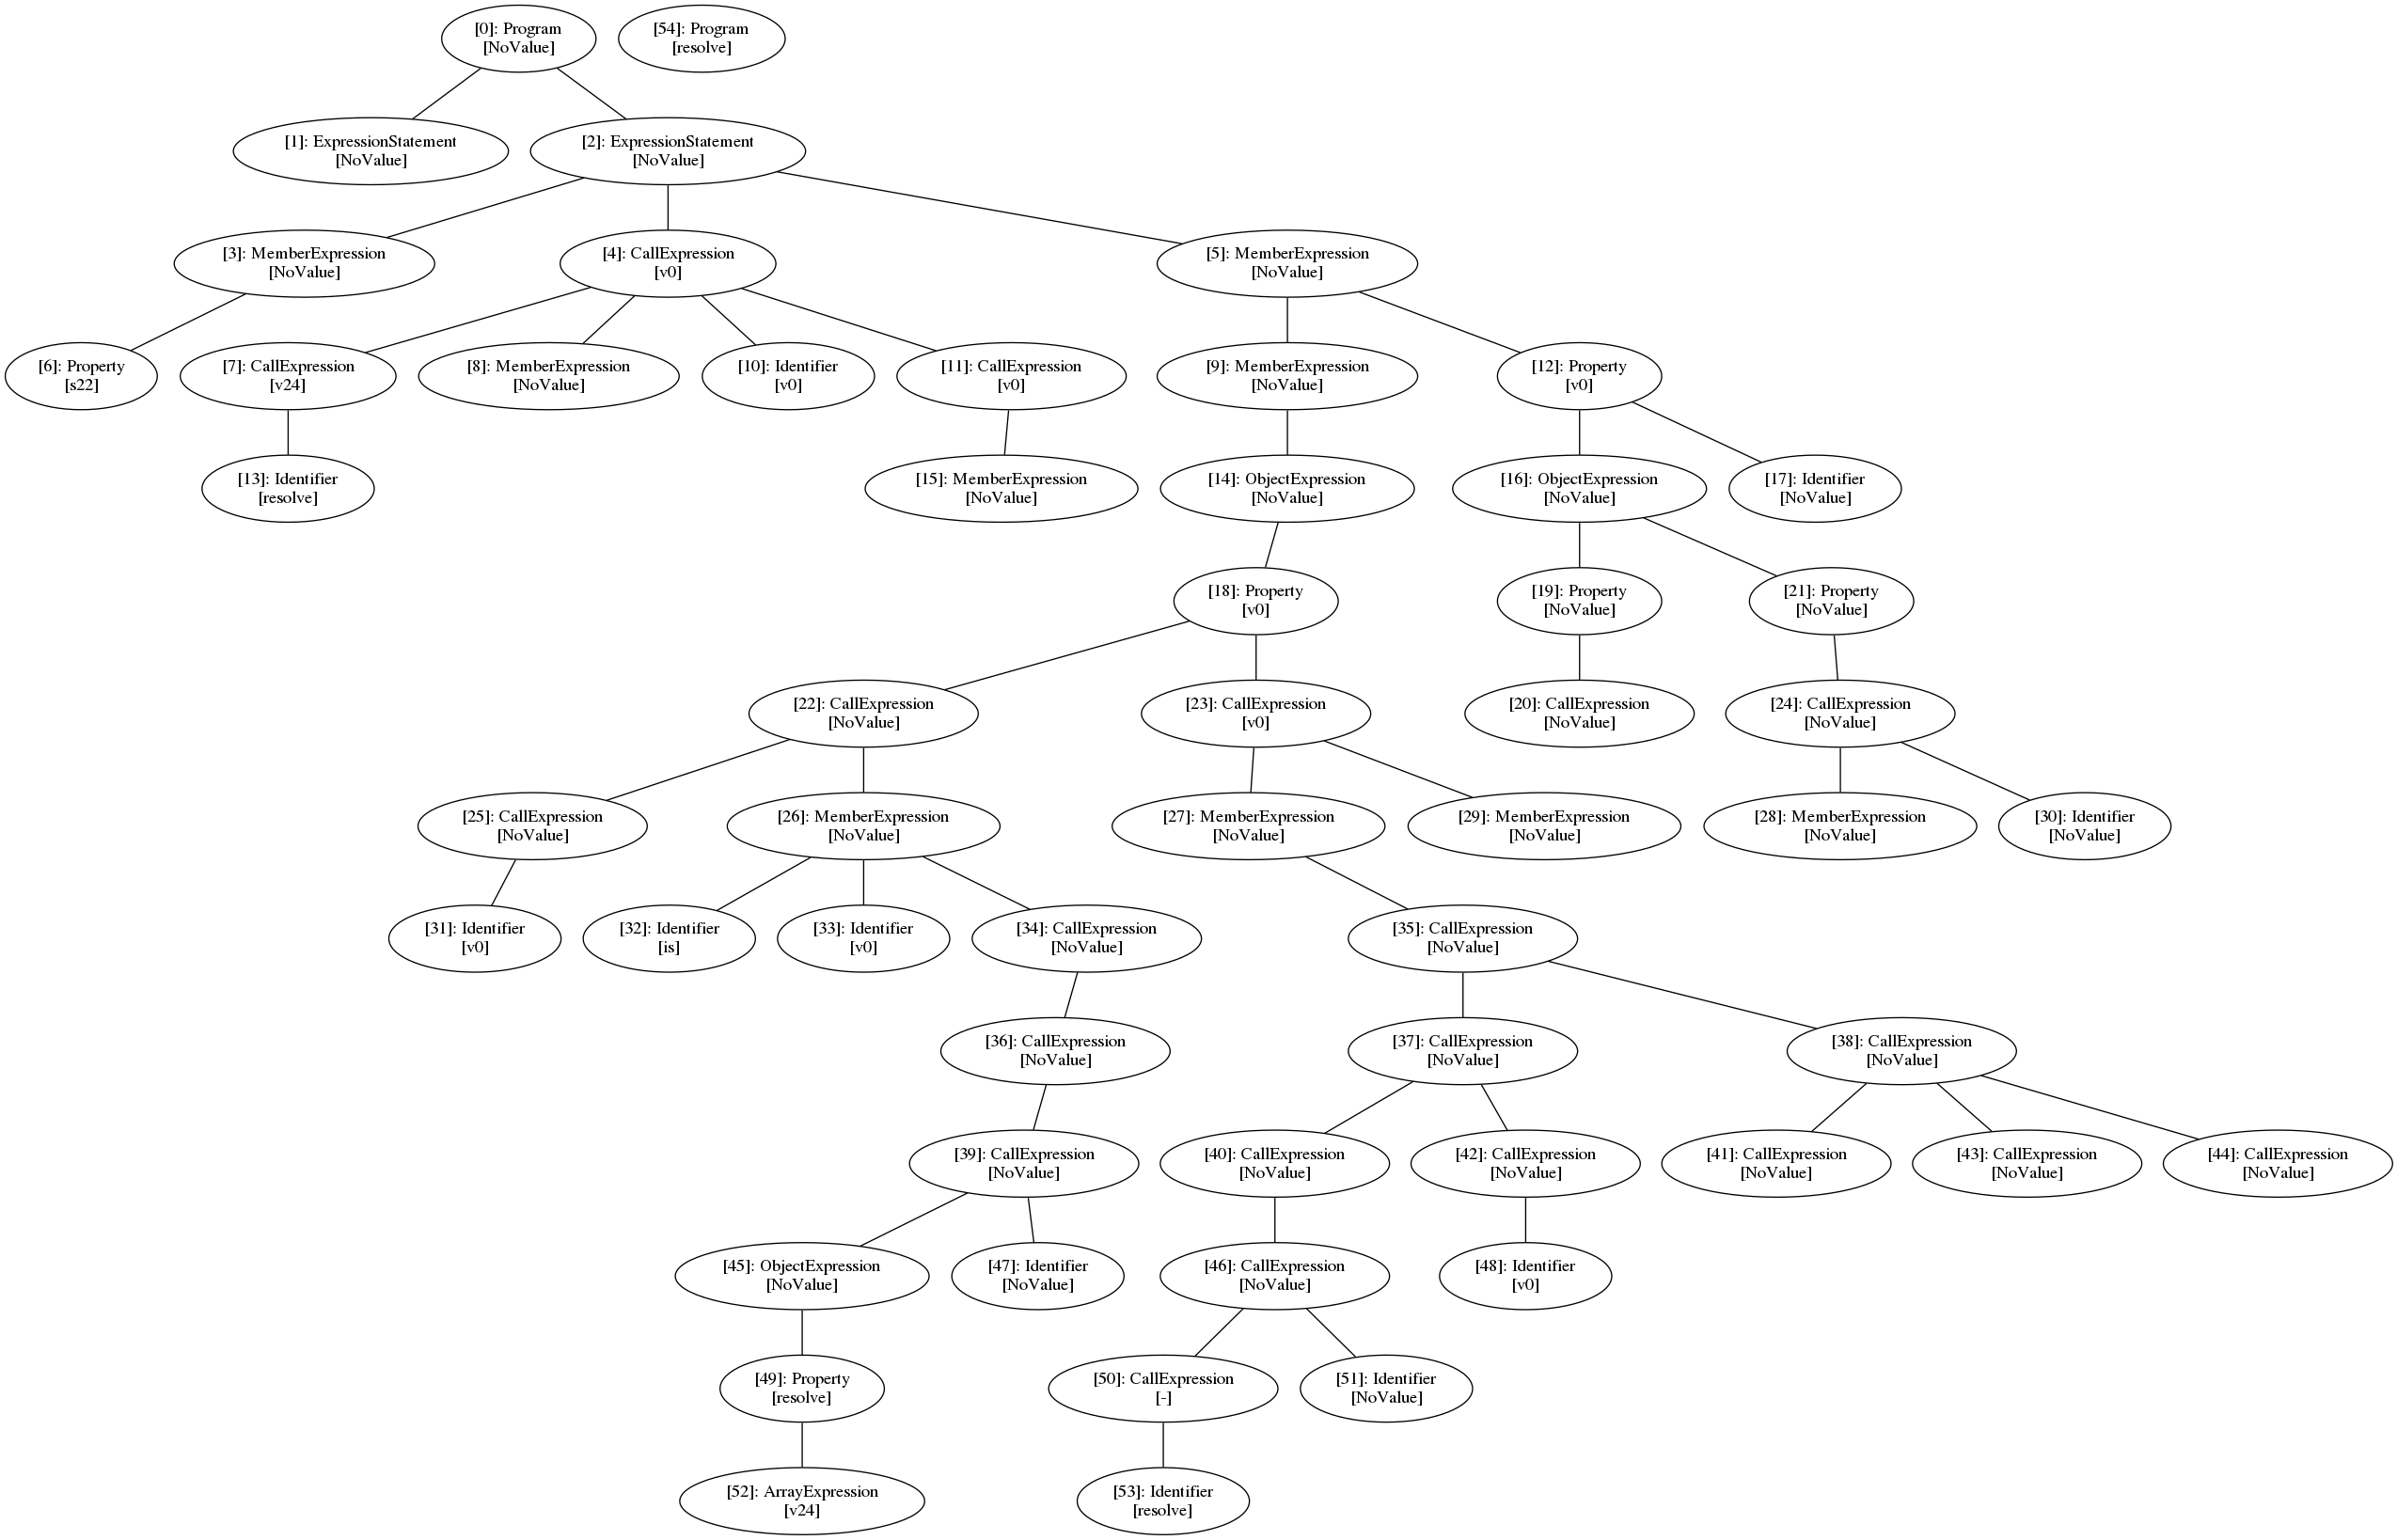 [0]: Program
[NoValue]
[54]: Program
[resolve]
[1]: ExpressionStatement
[NoValue]
[2]: ExpressionStatement
[NoValue]
[3]: MemberExpression
[NoValue]
[4]: CallExpression
[v0]
[5]: MemberExpression
[NoValue]
[6]: Property
[s22]
[7]: CallExpression
[v24]
[8]: MemberExpression
[NoValue]
[10]: Identifier
[v0]
[11]: CallExpression
[v0]
[9]: MemberExpression
[NoValue]
[12]: Property
[v0]
[13]: Identifier
[resolve]
[15]: MemberExpression
[NoValue]
[14]: ObjectExpression
[NoValue]
[16]: ObjectExpression
[NoValue]
[17]: Identifier
[NoValue]
[18]: Property
[v0]
[19]: Property
[NoValue]
[21]: Property
[NoValue]
[22]: CallExpression
[NoValue]
[23]: CallExpression
[v0]
[20]: CallExpression
[NoValue]
[24]: CallExpression
[NoValue]
[25]: CallExpression
[NoValue]
[26]: MemberExpression
[NoValue]
[27]: MemberExpression
[NoValue]
[29]: MemberExpression
[NoValue]
[28]: MemberExpression
[NoValue]
[30]: Identifier
[NoValue]
[31]: Identifier
[v0]
[32]: Identifier
[is]
[33]: Identifier
[v0]
[34]: CallExpression
[NoValue]
[35]: CallExpression
[NoValue]
[36]: CallExpression
[NoValue]
[37]: CallExpression
[NoValue]
[38]: CallExpression
[NoValue]
[39]: CallExpression
[NoValue]
[40]: CallExpression
[NoValue]
[42]: CallExpression
[NoValue]
[41]: CallExpression
[NoValue]
[43]: CallExpression
[NoValue]
[44]: CallExpression
[NoValue]
[45]: ObjectExpression
[NoValue]
[47]: Identifier
[NoValue]
[46]: CallExpression
[NoValue]
[48]: Identifier
[v0]
[49]: Property
[resolve]
[50]: CallExpression
[-]
[51]: Identifier
[NoValue]
[52]: ArrayExpression
[v24]
[53]: Identifier
[resolve]